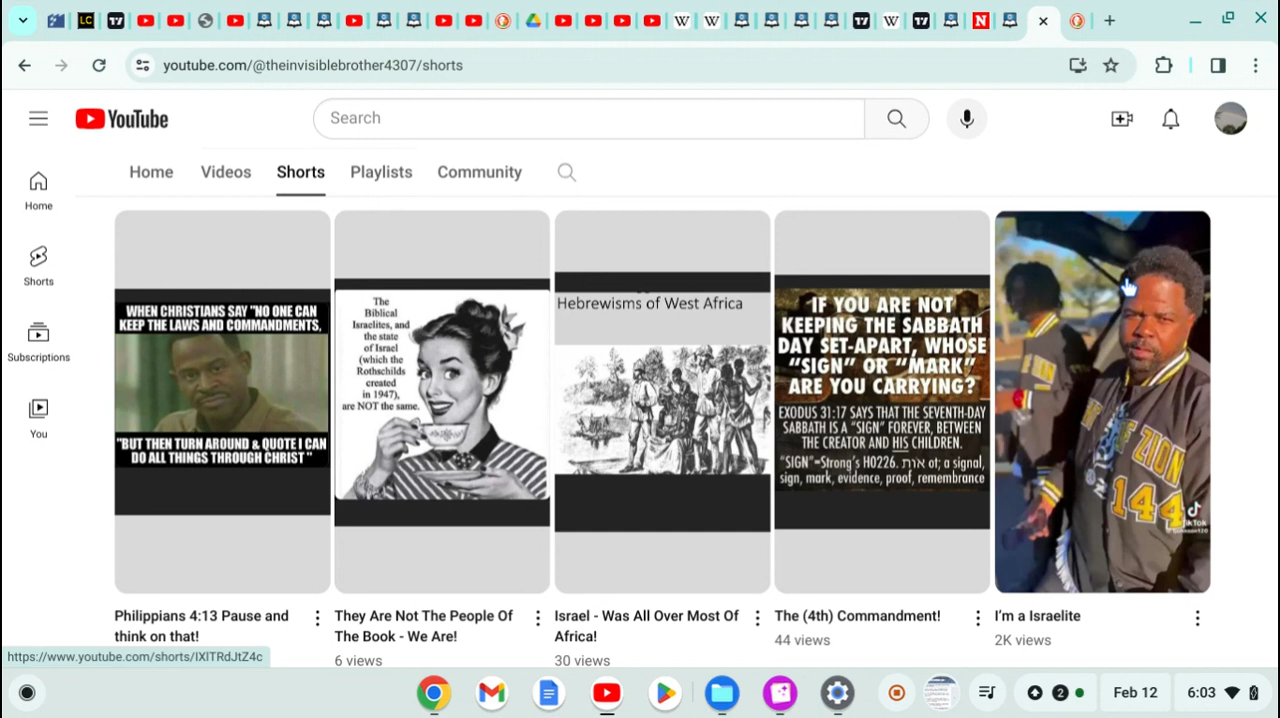 LC
17
W
W
17
W
17
N
youtube.com/@theinvisiblebrother4307/shorts
YouTube
Search
Home
Videos
Shorts
Playlists
Community
Home
Shorts
Subscriptions
You
WHEN CHRISTIANS SAY "NO ONE CAN
KEEP THE LAWS AND COMMANDMENTS,
"BUT THEN TURN AROUND & QUOTE I CAN
DO ALL THINGS THROUGH CHRIST"
The
Biblical
Israelites, and
the state
of Israel
(which the
Rothschilds
created
in 1947),
are NOT the same.
Hebrewisms of West Africa
IF YOU ARE NOT
KEEPING THE SABBATH
DAY SET-APART, WHOSE
"SIGN" OR "MARK"
ARE YOU CARRYING?
EXODUS 31:17 SAYS THAT THE SEVENTH-DAY
SABBATH IS A "SIGN" FOREVER, BETWEEN
THE CREATOR AND HIS CHILDREN.
"SIGN"=Strong's H0226. אות ot; a signal,
sign, mark, evidence, proof, remembrance
ZION
144
TikTok
Philippians 4:13 Pause and
think on that!
They Are Not The People Of
The Book - We Are!
6 views
Israel - Was All Over Most Of
Africa!
30 views
The (4th) Commandment!
44 views
I'm a Israelite
2K views
https://www.youtube.com/shorts/IXITRdJtZ4c
2
Feb 12
6:03